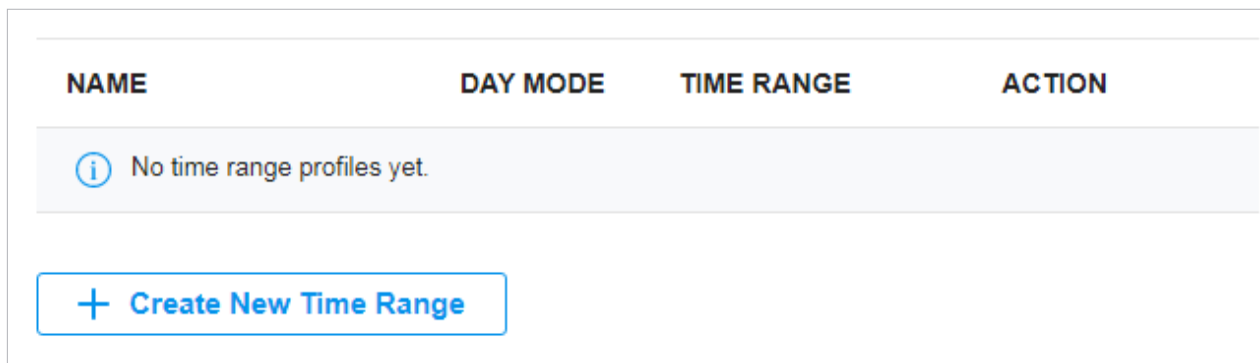 NAME DAY MODE TIME RANGE ACTION
No time range profiles yet.
Create New Time Range